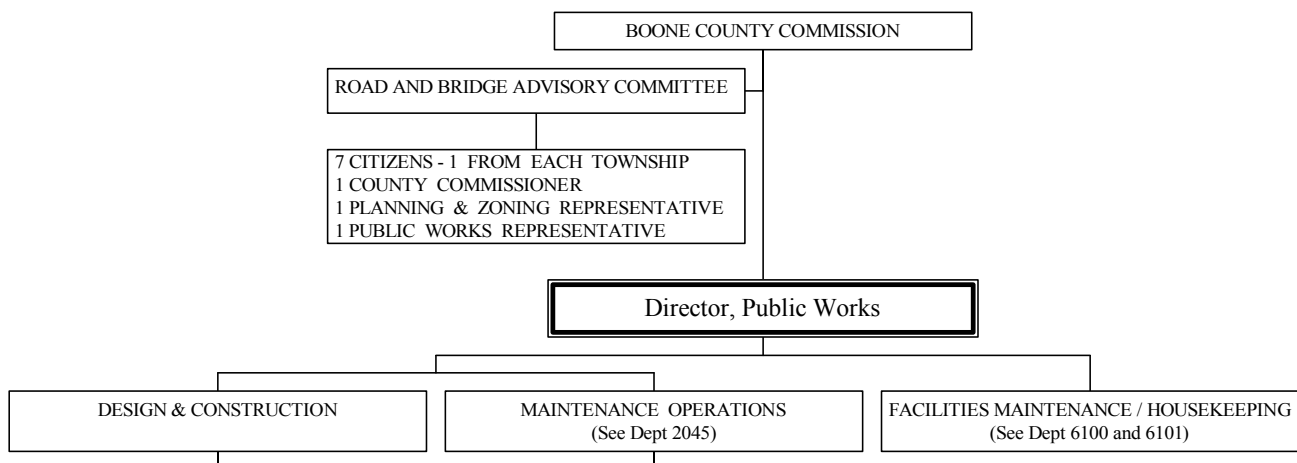 BOONE COUNTY COMMISSION
ROAD AND BRIDGE ADVISORY COMMITTEE
7 CITIZENS - 1 FROM EACH TOWNSHIP
1 COUNTY COMMISSIONER
1 PLANNING & ZONING REPRESENTATIVE
1 PUBLIC WORKS REPRESENTATIVE
Director, Public Works
DESIGN & CONSTRUCTION
MAINTENANCE OPERATIONS
(See Dept 2045)
FACILITIES MAINTENANCE / HOUSEKEEPING
(See Dept 6100 and 6101)